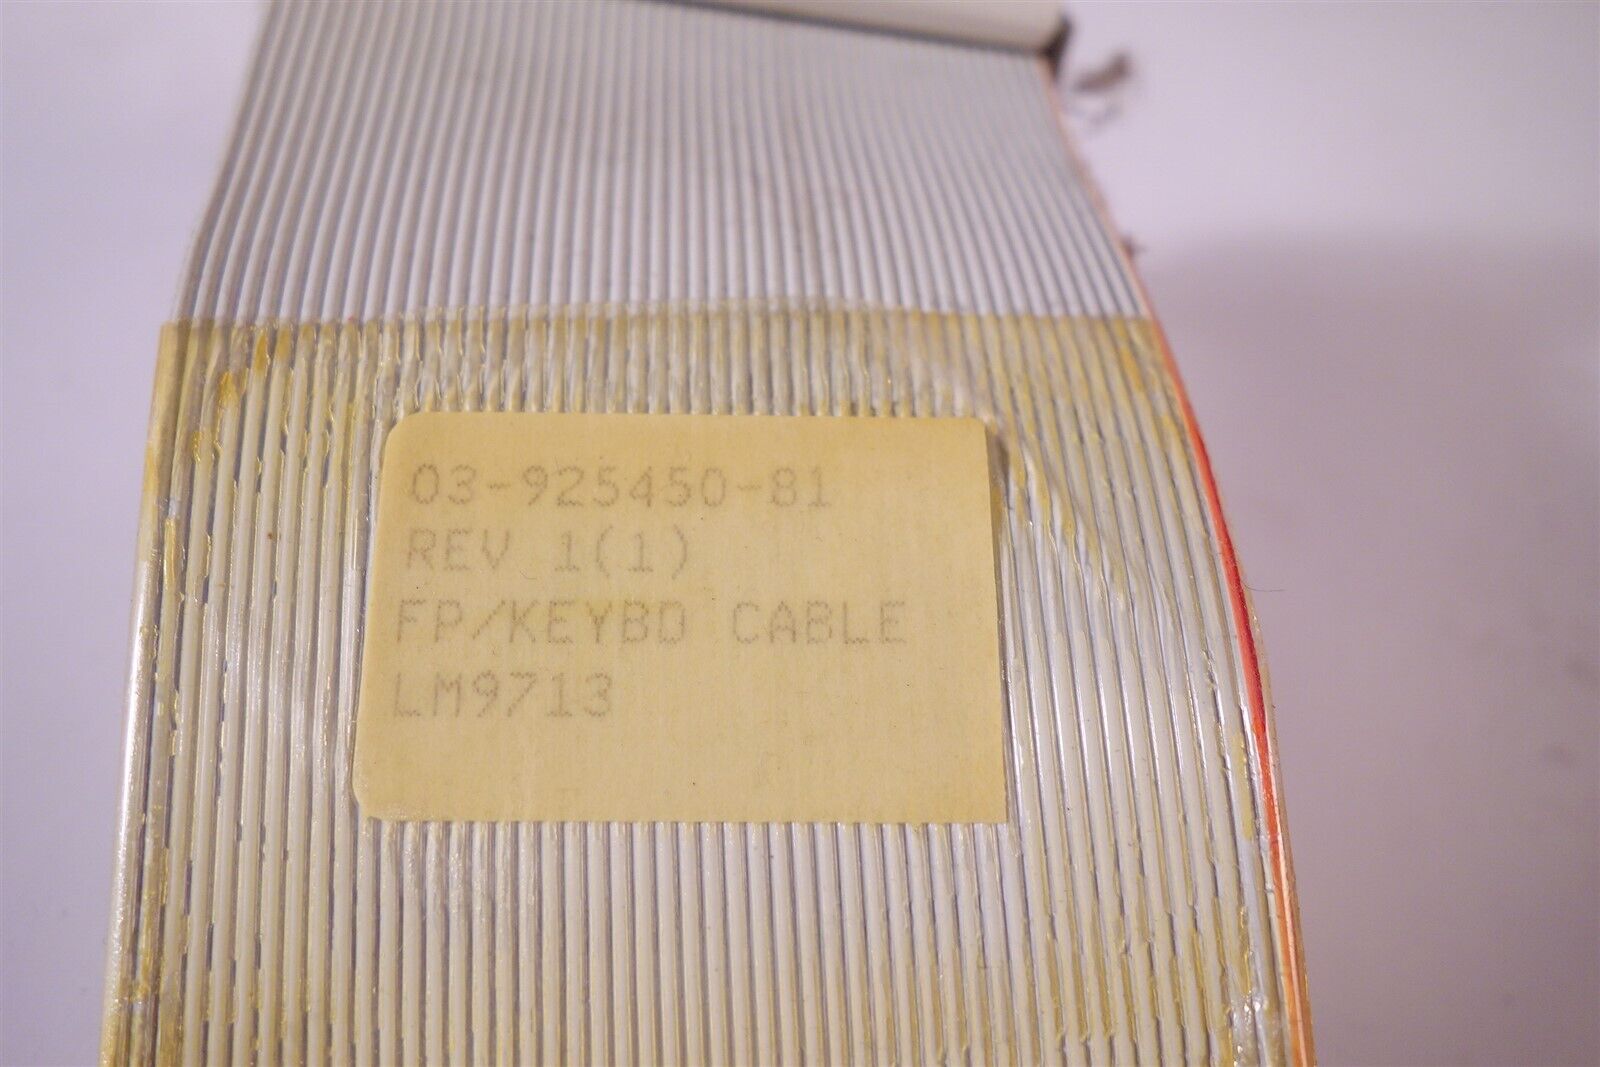 03-925450-81
REV 1(1)
FP/KEYBD CABLE
LM9713